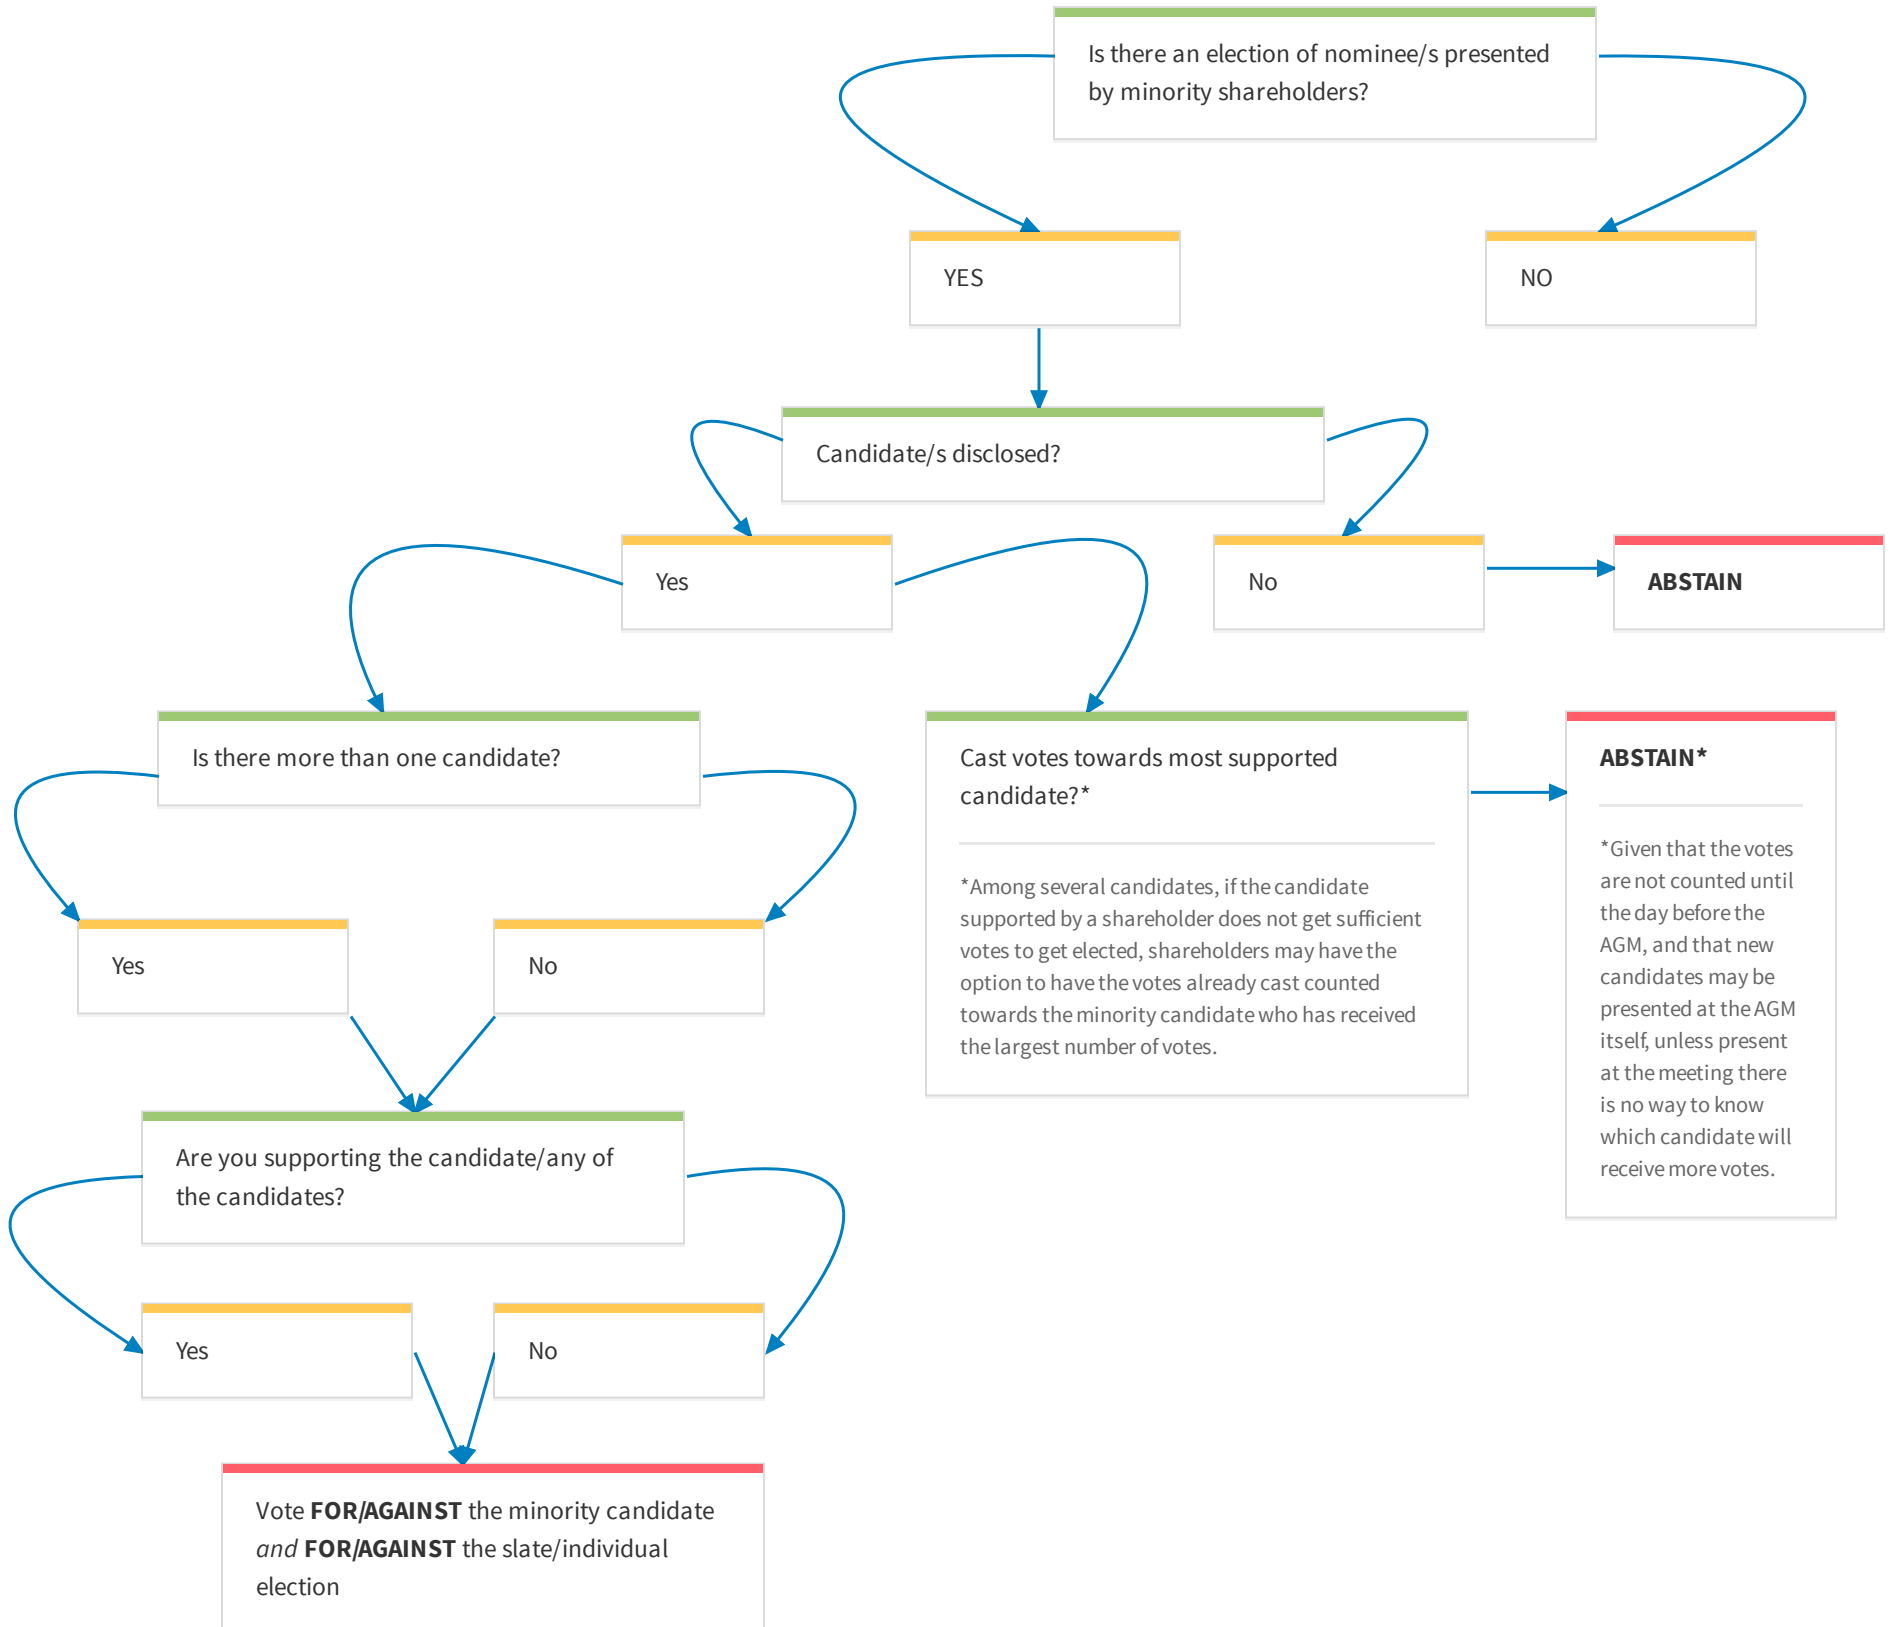 Is there an election of nominee/s presented
by minority shareholders?
YES
NO
Candidate/s disclosed?
Yes
No
ABSTAIN
Is there more than one candidate?
Cast votes towards most supported
candidate?*
*Among several candidates, if the candidate
supported by a shareholder does not get sufficient
votes to get elected, shareholders may have the
option to have the votes already cast counted
towards the minority candidate who has received
the largest number of votes.
ABSTAIN*
*Given that the votes
are not counted until
the day before the
AGM, and that new
candidates may be
presented at the AGM
itself, unless present
at the meeting there
is no way to know
which candidate will
receive more votes.
Yes
No
Are you supporting the candidate/any of
the candidates?
Yes
No
Vote FOR/AGAINST the minority candidate
and FOR/AGAINST the slate/individual
election